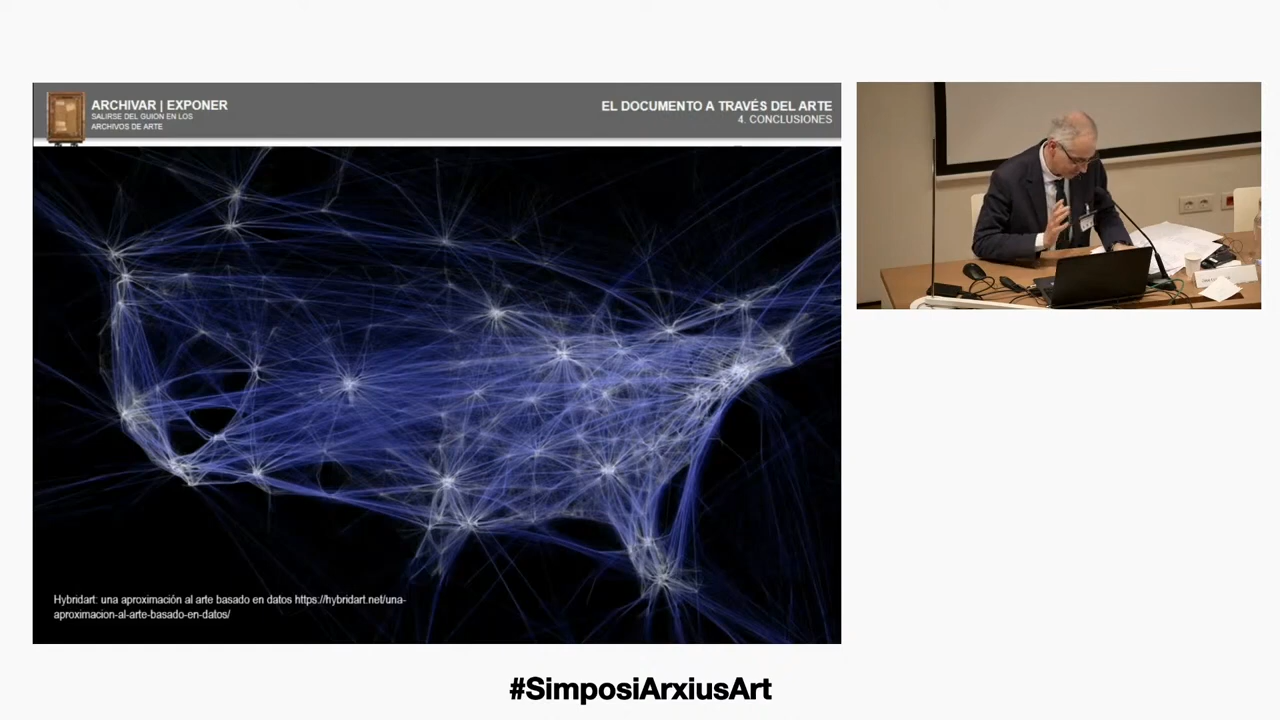 ARCHIVAR | EXPONER
SALIRSE DEL GUION EN LOS
ARCHIVOS DE ARTE
EL DOCUMENTO A TRAVÉS DEL ARTE
4. CONCLUSIONES
Hybridart: una aproximación al arte basado en datos https://hybridart.net/una-
aproximacion-al-arte-basado-en-datos/
#SimposiArxiusArt